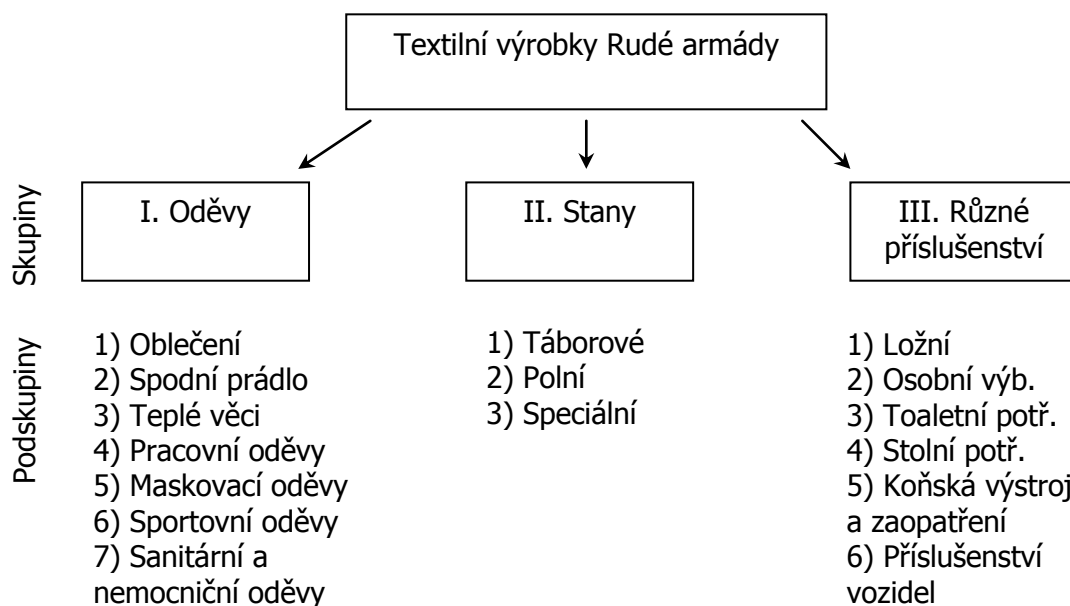 Textilní výrobky Rudé armády
Skupiny
I. Oděvy
II. Stany
III. Různé
příslušenství
Podskupiny
1) Oblečení
2) Spodní prádlo
3) Teplé věci
4) Pracovní oděvy
5) Maskovací oděvy
6) Sportovní oděvy
7) Sanitární a
nemocniční oděvy
1) Táborové
2) Polní
3) Speciální
1) Ložní
2) Osobní výb.
3) Toaletní potř.
4) Stolní potř.
5) Koňská výstroj
a zaopatření
6) Příslušenství
vozidel